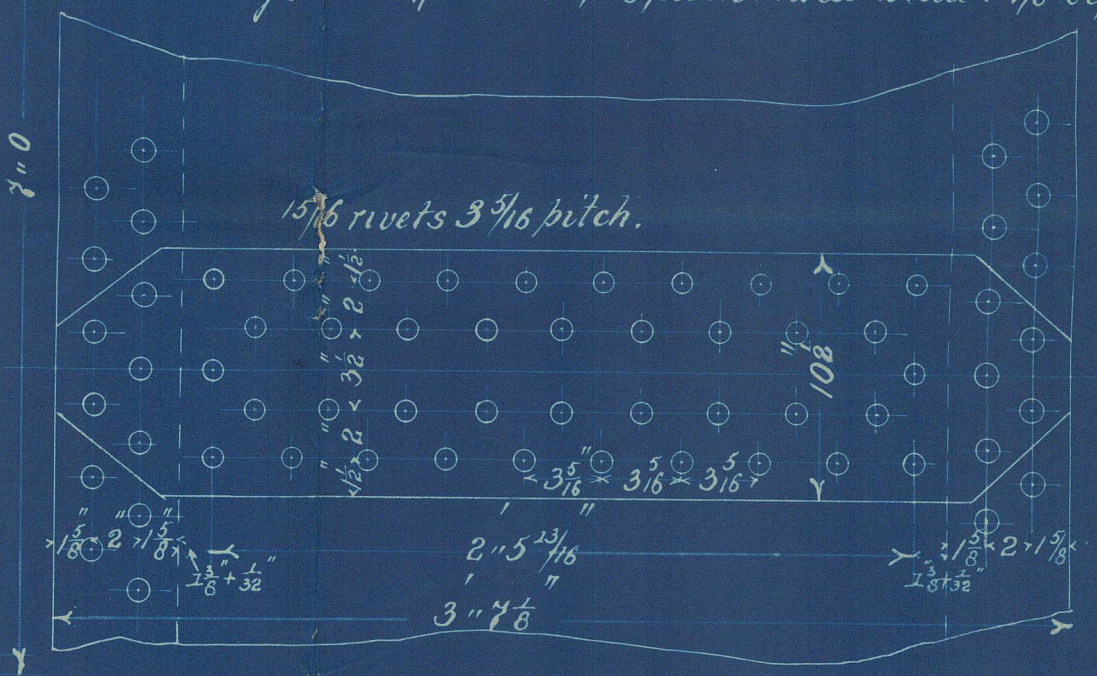 7" 0
15/16 rivets 3 5/16 pitch.
1/2" > 2" < 3 1/2" > 2" < 1/2"
10 1/2"
3 5/16" 3 5/16 3 5/16
1 5/8" 2" 1 5/8"
1 3/8" + 1/32"
2' " 5 13/16"
1 5/8" 2 1 5/8
1 3/8" + 1/32"
3' " 7 1/8"